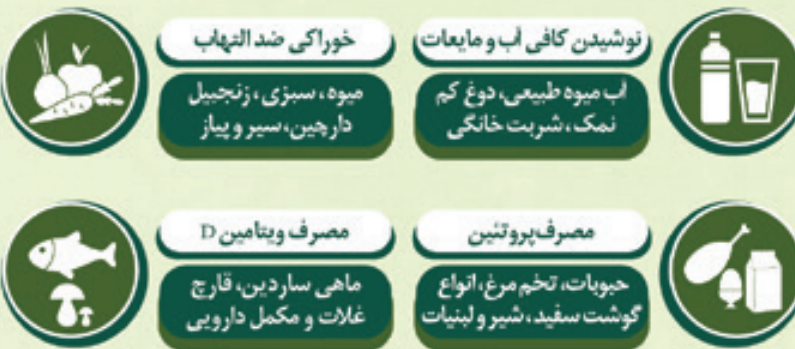 نوشیدن کافی آب و مایعات
آب میوه طبیعی، دوغ کم
نمک، شربت خانگی
خوراکی ضد التهاب
میوه، سبزی، زنجبیل
دارچین، سیر و پیاز
مصرف پروتئین
حبوبات، تخم مرغ، انواع
گوشت سفید، شیر و لبنیات
مصرف ویتامین D
ماهی ساردین، قارچ
غلات و مکمل دارویی